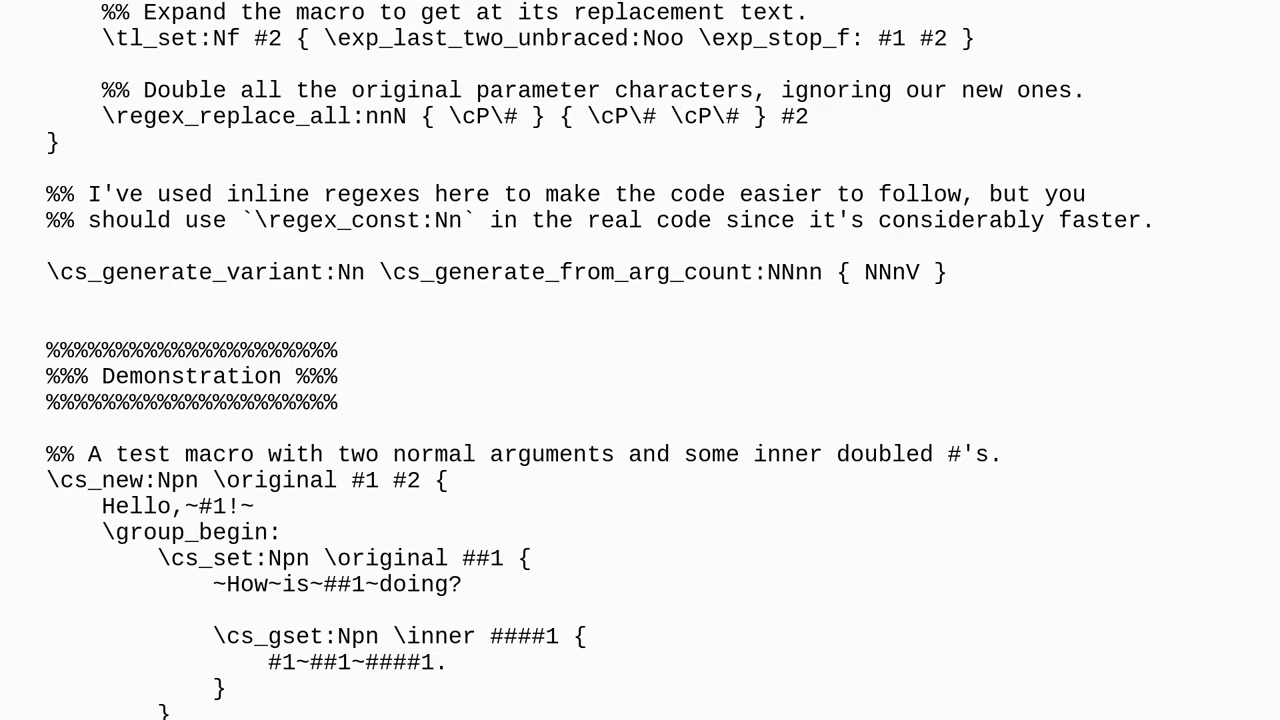 %% Expand the macro to get at its replacement text.
\tl_set:Nf #2 { \exp_last_two_unbraced:Noo \exp_stop_f: #1 #2 }
%% Double all the original parameter characters, ignoring our new ones.
\regex_replace_all:nnN { \cP\# } { \cP\# \cP\# } #2
}
%% I've used inline regexes here to make the code easier to follow, but you
%% should use `\regex_const:Nn` in the real code since it's considerably faster.
\cs_generate_variant:Nn \cs_generate_from_arg_count:NNnn { NNnV }
%%%%%%%%%%%%%%%%%%%%%
%%% Demonstration %%%
%%%%%%%%%%%%%%%%%%%%%
%% A test macro with two normal arguments and some inner doubled #'s.
\cs_new:Npn \original #1 #2 {
Hello,~#1!~
\group_begin:
\cs_set:Npn \original ##1 {
~How~is~##1~doing?
\cs_gset:Npn \inner ####1 {
#1~##1~####1.
}
}